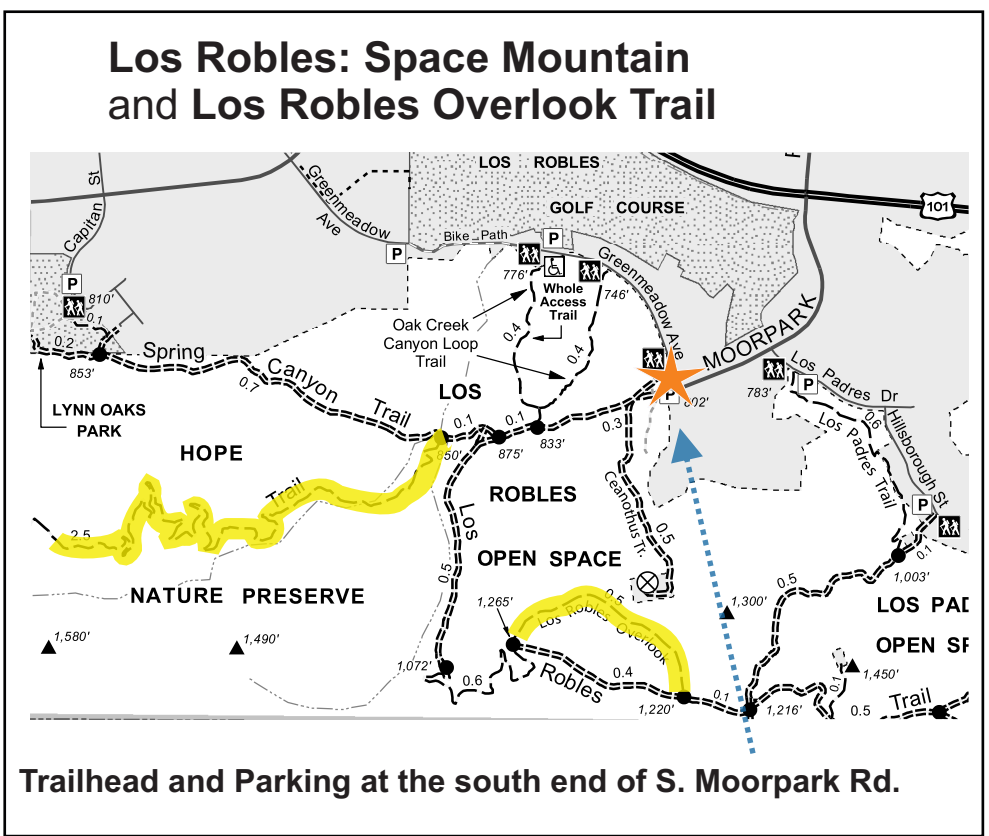 Los Robles: Space Mountain
and Los Robles Overlook Trail
LOS ROBLES
GOLF COURSE
101
Capitan St
Greenmeadow Ave
Bike Path
P
P
776'
Whole
Access
Trail
746'
Greenmeadow Ave
P
810'
0.1
Oak Creek
Canyon Loop
Trail
0.4
0.4
MOORPARK
0.2
853'
Spring Canyon Trail
0.7
LYNN OAKS
PARK
LOS
P
802'
783'
P
Los Padres Dr
Los Padres Trail
0.6
Hillsborough St
0.1
0.1
833'
0.3
850'
875'
HOPE
Trail
2.5
ROBLES
Ceanothus Tr.
0.5
P
Los
0.5
OPEN SPACE
0.1
1,003'
NATURE PRESERVE
1,265'
Los Robles Overlook
0.5
1,300'
0.5
LOS PAD
OPEN SP
1,580'
1,490'
1,072'
0.6
Robles
0.4
1,220'
0.1
1,216'
0.1
1,450'
0.5
Trail
Trailhead and Parking at the south end of S. Moorpark Rd.